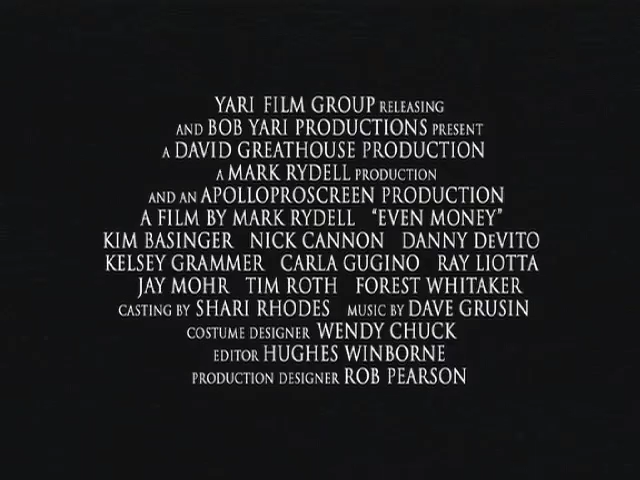 YARI FILM GROUP RELEASING
AND BOB YARI PRODUCTIONS PRESENT
A DAVID GREATHOUSE PRODUCTION
A MARK RYDELL PRODUCTION
AND AN APOLLOPROSCREEN PRODUCTION
A FILM BY MARK RYDELL "EVEN MONEY"
KIM BASINGER NICK CANNON DANNY DeVITO
KELSEY GRAMMER CARLA GUGINO RAY LIOTTA
JAY MOHR TIM ROTH FOREST WHITAKER
CASTING BY SHARI RHODES MUSIC BY DAVE GRUSIN
COSTUME DESIGNER WENDY CHUCK
EDITOR HUGHES WINBORNE
PRODUCTION DESIGNER ROB PEARSON